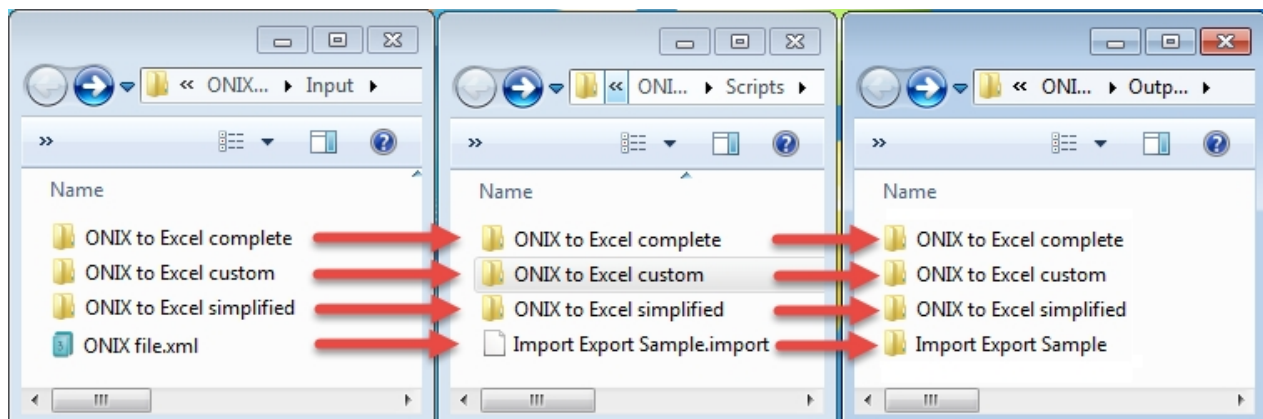 « ONIX... ▸ Input ▸
»
Name
ONIX to Excel complete
ONIX to Excel custom
ONIX to Excel simplified
ONIX file.xml
« ONI... ▸ Scripts ▸
»
Name
ONIX to Excel complete
ONIX to Excel custom
ONIX to Excel simplified
Import Export Sample.import
« ONI... ▸ Outp... ▸
»
Name
ONIX to Excel complete
ONIX to Excel custom
ONIX to Excel simplified
Import Export Sample